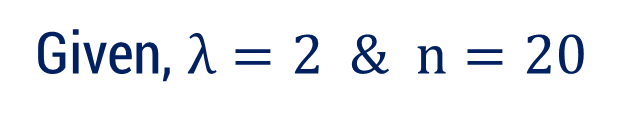 Given, λ = 2 & n = 20